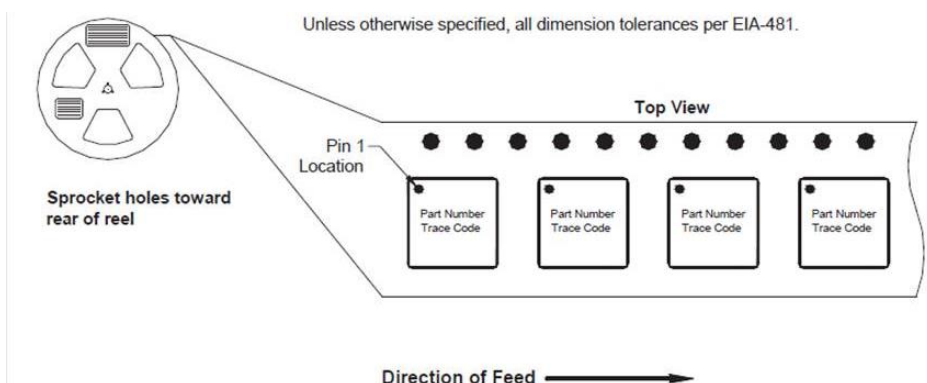 Unless otherwise specified, all dimension tolerances per EIA-481.
Top View
Pin 1
Location
Sprocket holes toward
rear of reel
Part Number
Trace Code
Part Number
Trace Code
Part Number
Trace Code
Part Number
Trace Code
Direction of Feed